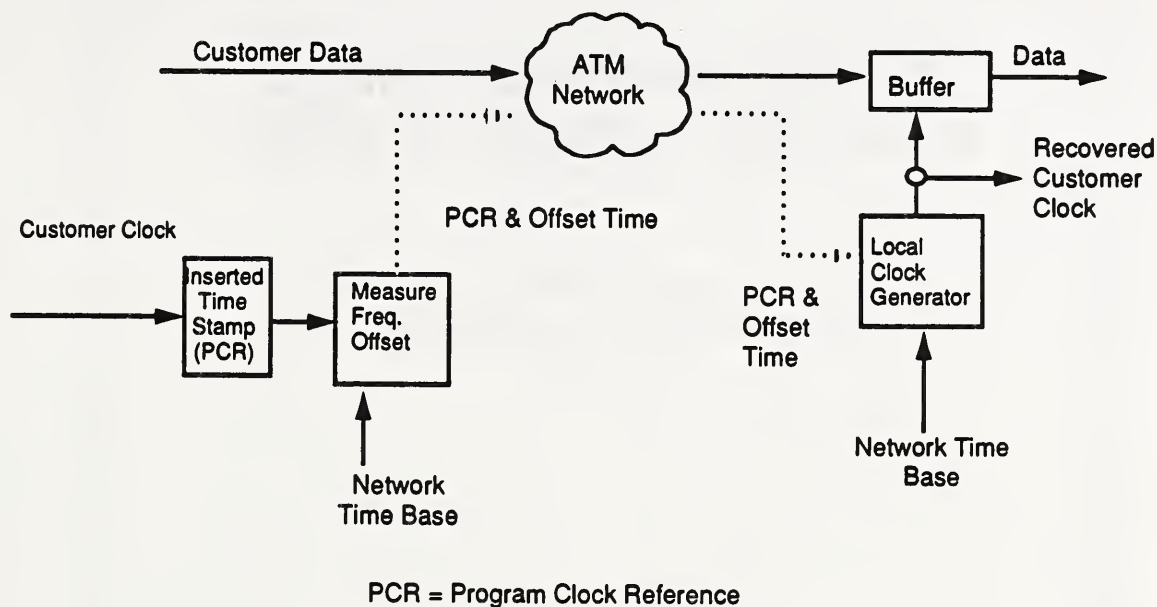 Customer Data
ATM
Network
Buffer
Data
Recovered
Customer
Clock
PCR & Offset Time
Customer Clock
Inserted
Time
Stamp
(PCR)
Measure
Freq.
Offset
PCR &
Offset
Time
Local
Clock
Generator
Network
Time Base
Network Time
Base
PCR = Program Clock Reference